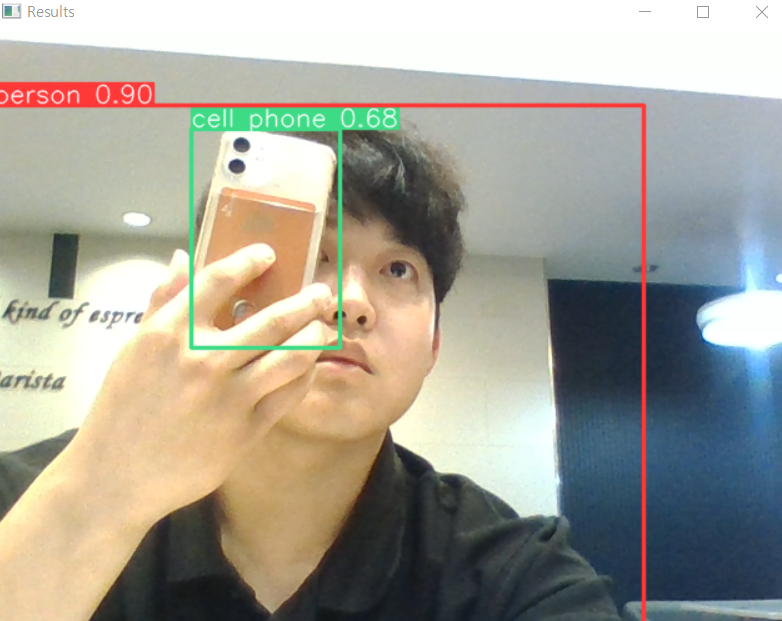 Results
person 0.90
cell phone 0.68
kind of espre
arista